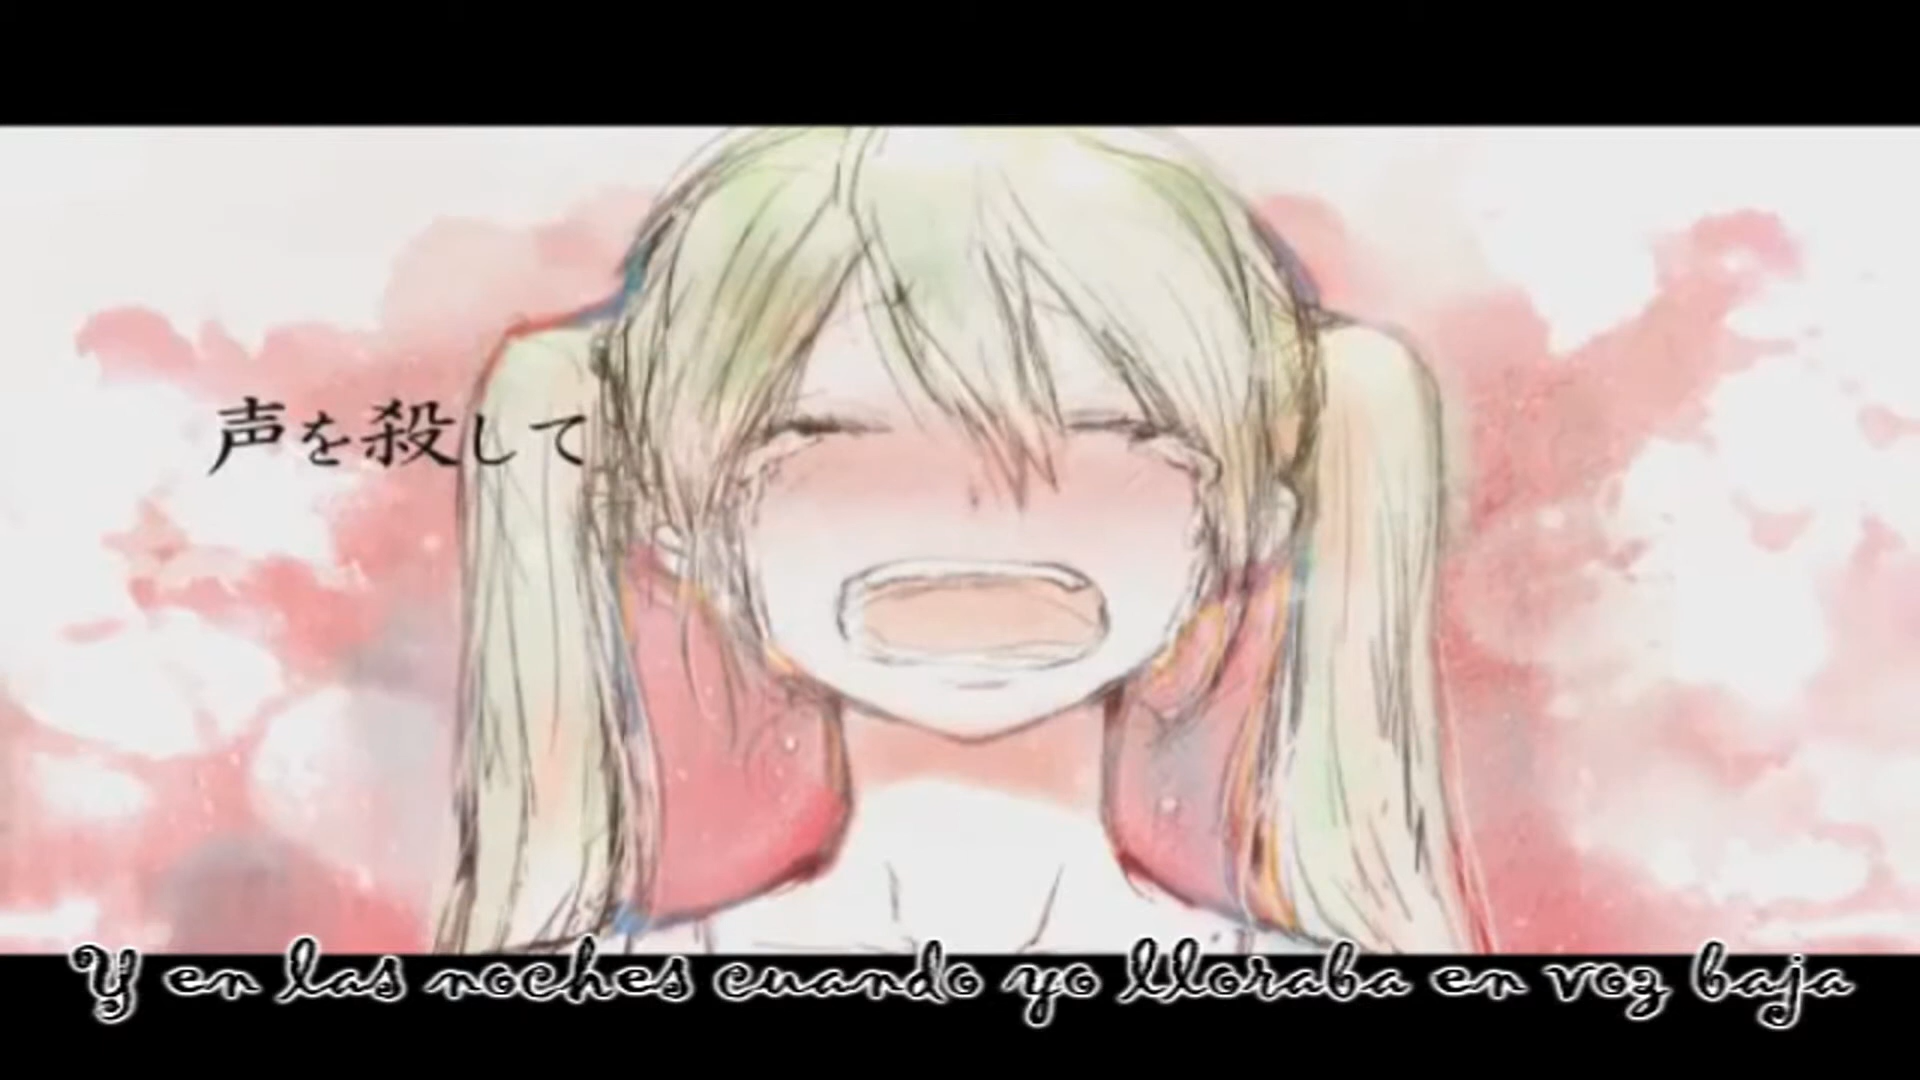 声を殺して
Y en las noches cuando yo lloraba en voz baja